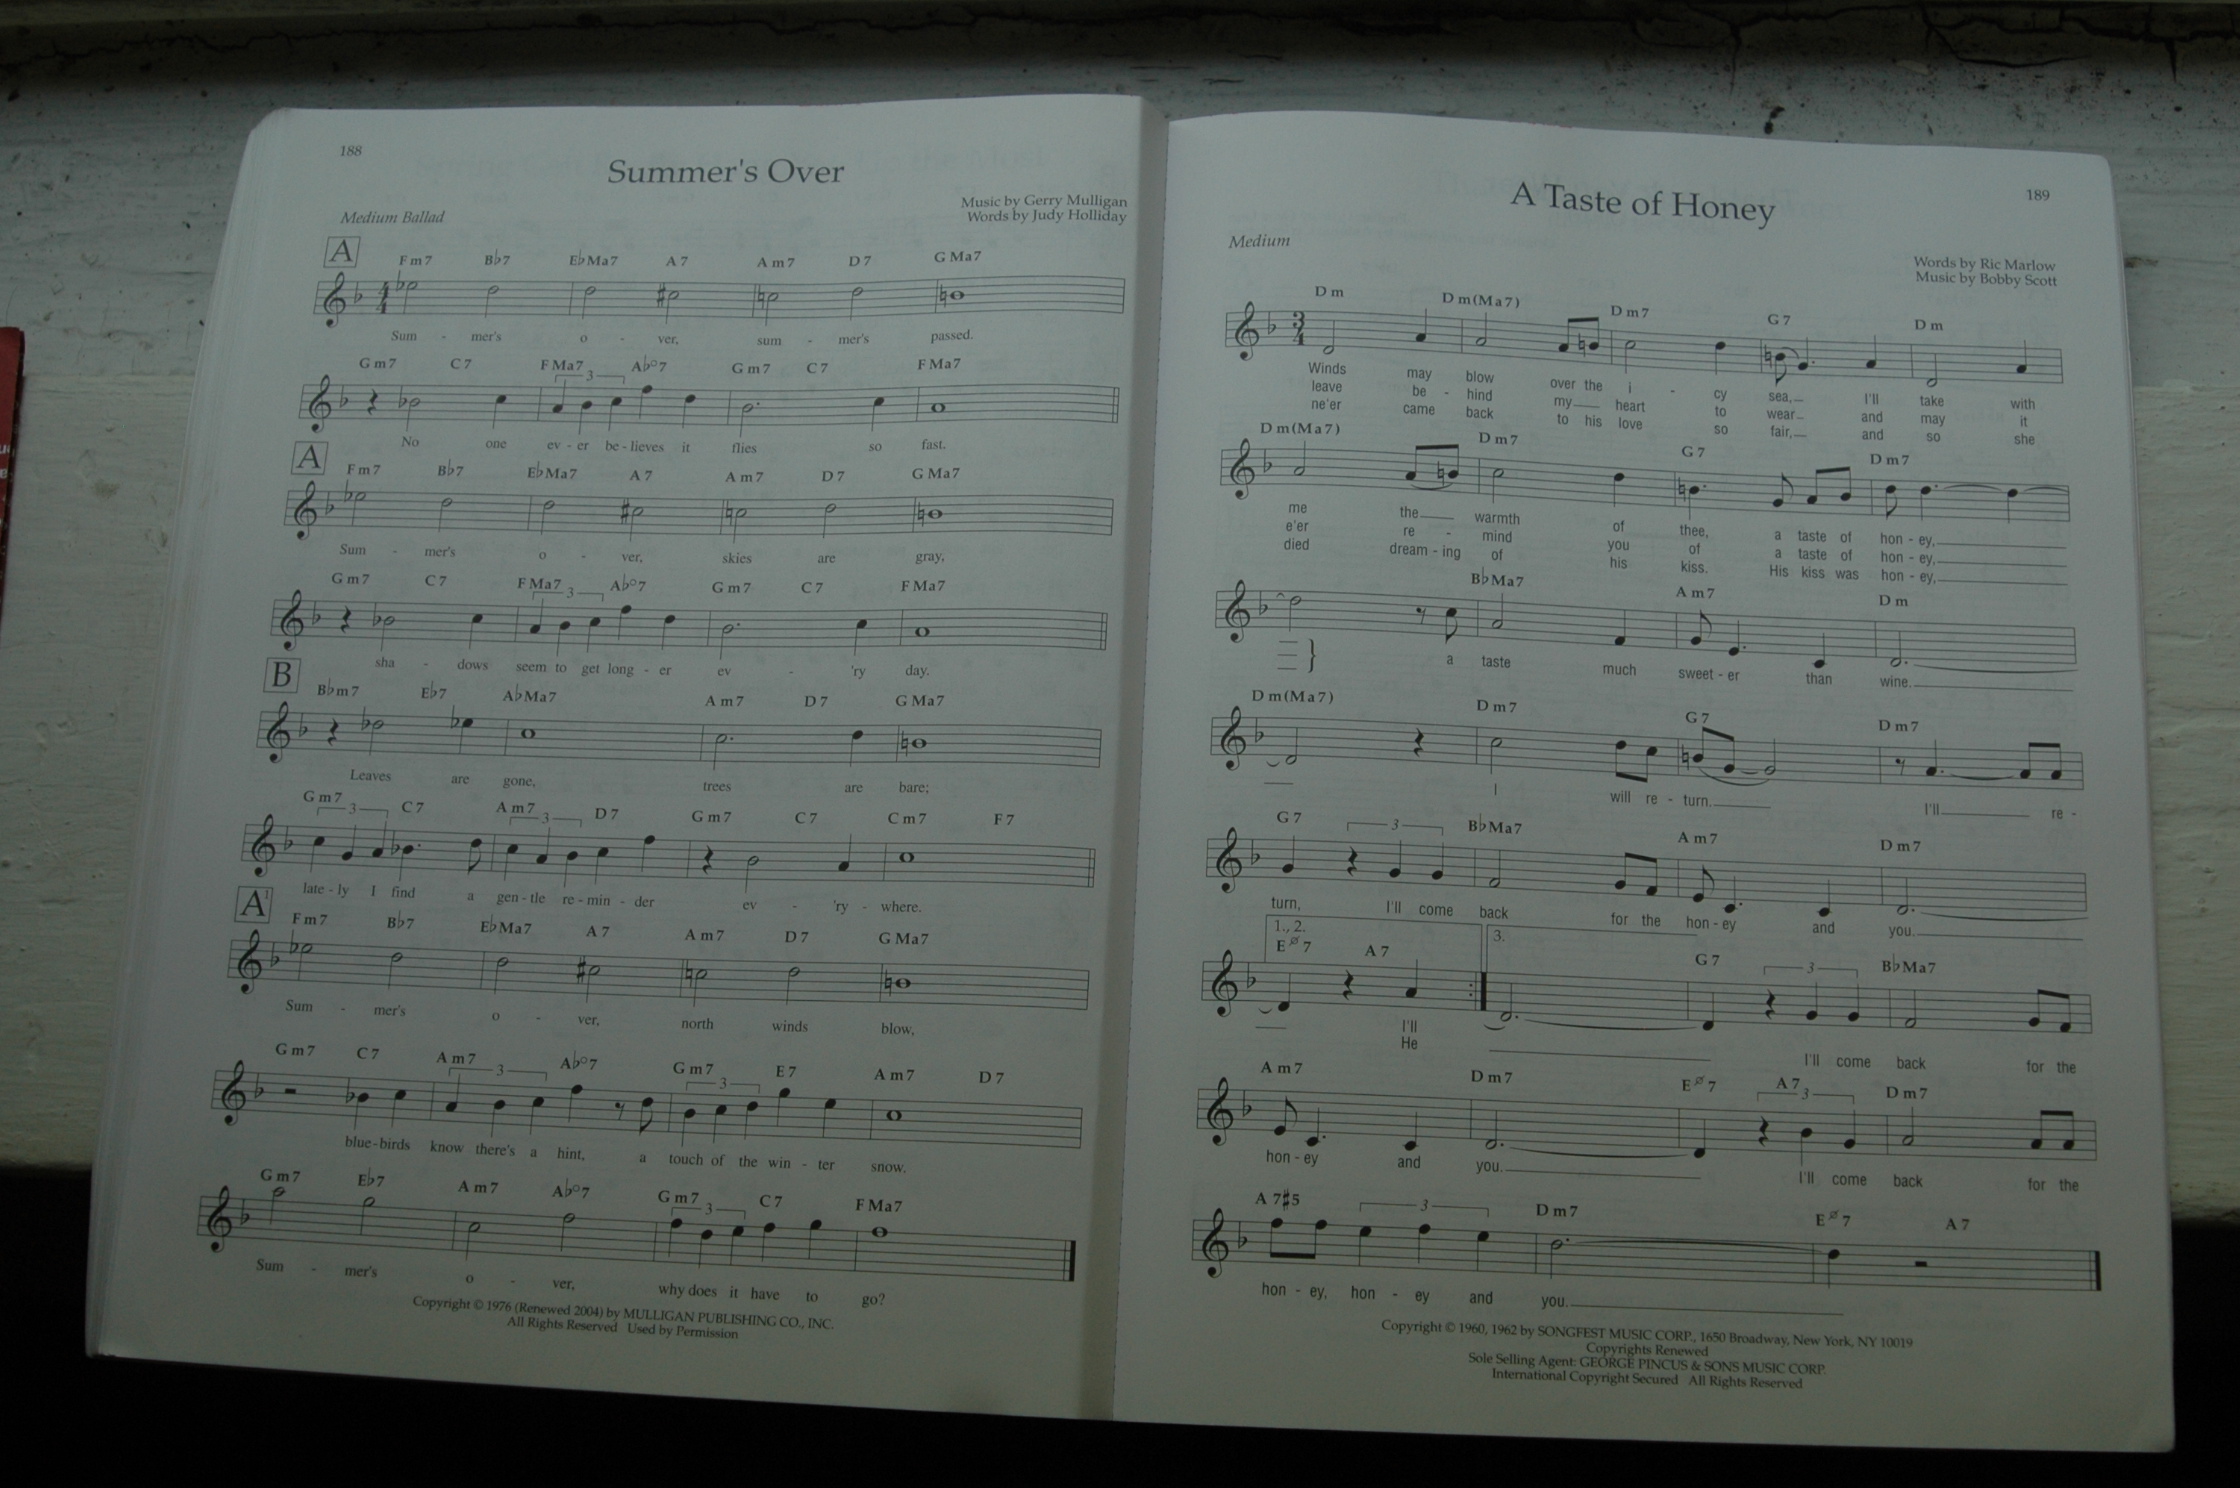 188
Summer's Over
Music by Gerry Mulligan
Words by Judy Holliday
Medium Ballad
A
Fm7 B♭7 E♭Ma7 A7 Am7 D7 GMa7
Sum - mer's o - ver, sum - mer's passed.
Gm7 C7 FMa7 A♭°7 Gm7 C7 FMa7
3
No one ev - er be - lieves it flies so fast.
A
Fm7 B♭7 E♭Ma7 A7 Am7 D7 GMa7
Sum - mer's o - ver, skies are gray,
Gm7 C7 FMa7 A♭°7 Gm7 C7 FMa7
3
sha - dows seem to get long - er ev - 'ry day.
B
B♭m7 E♭7 A♭Ma7 Am7 D7 GMa7
Leaves are gone, trees are bare;
Gm7 C7 Am7 D7 Gm7 C7 Cm7 F7
3 3
late - ly I find a gen - tle re - min - der ev - 'ry - where.
A1
Fm7 B♭7 E♭Ma7 A7 Am7 D7 GMa7
Sum - mer's o - ver, north winds blow,
Gm7 C7 Am7 A♭°7 Gm7 E7 Am7 D7
3 3
blue - birds know there's a hint, a touch of the win - ter snow.
Gm7 E♭7 Am7 A♭°7 Gm7 C7 FMa7
3
Sum - mer's o - ver, why does it have to go?
Copyright © 1976 (Renewed 2004) by MULLIGAN PUBLISHING CO., INC.
All Rights Reserved Used by Permission
189
A Taste of Honey
Medium
Words by Ric Marlow
Music by Bobby Scott
Dm Dm(Ma7) Dm7 G7 Dm
Winds may blow over the i - cy sea, I'll take with
leave be - hind my heart to wear and may it
ne'er came back to his love so fair, and so she
Dm(Ma7) Dm7 G7 Dm7
me the warmth of thee, a taste of hon - ey,
e'er re - mind you of a taste of hon - ey,
died dream - ing of his kiss. His kiss was hon - ey,
B♭Ma7 Am7 Dm
a taste much sweet - er than wine.
Dm(Ma7) Dm7 G7 Dm7
I will re - turn. I'll re -
G7 B♭Ma7 Am7 Dm7
3
turn, I'll come back for the hon - ey and you.
1., 2. 3.
Eø7 A7 G7 B♭Ma7
3
I'll I'll come back for the
He
Am7 Dm7 Eø7 A7 Dm7
3
hon - ey and you. I'll come back for the
A7♯5 Dm7 Eø7 A7
3
hon - ey, hon - ey and you.
Copyright © 1960, 1962 by SONGFEST MUSIC CORP., 1650 Broadway, New York, NY 10019
Copyrights Renewed
Sole Selling Agent: GEORGE PINCUS & SONS MUSIC CORP.
International Copyright Secured All Rights Reserved